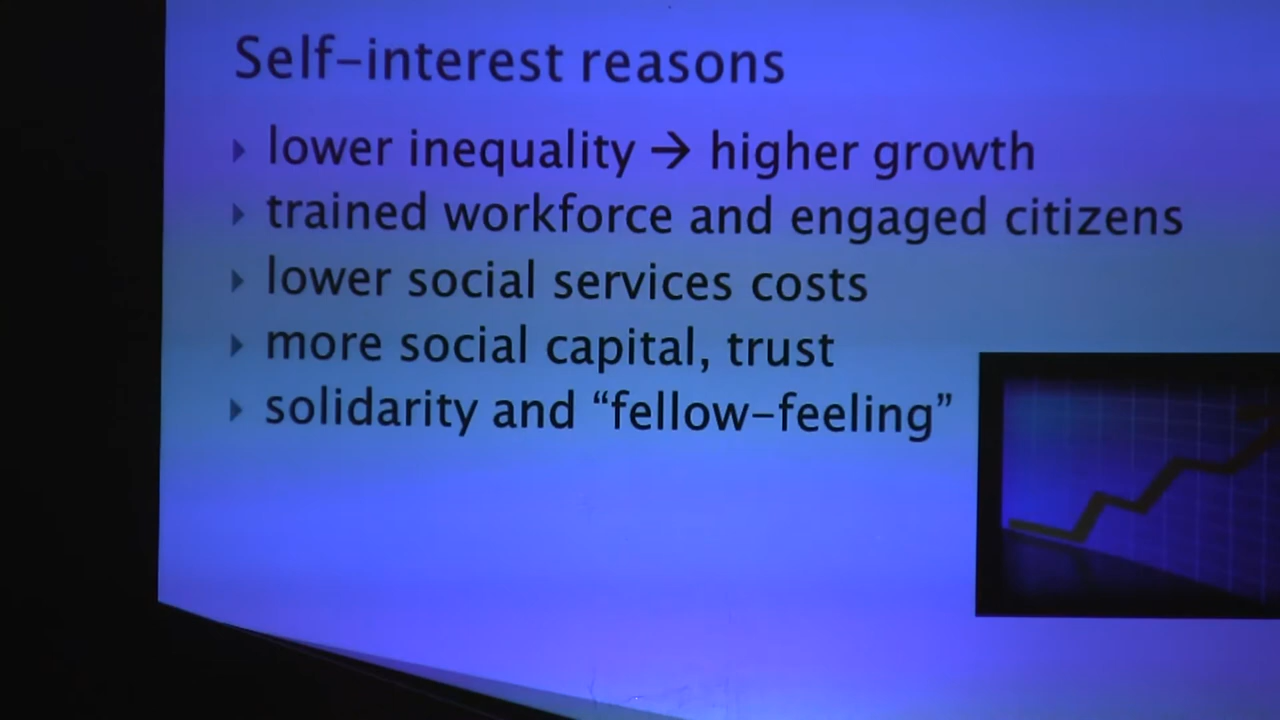 Self-interest reasons
lower inequality → higher growth
trained workforce and engaged citizens
lower social services costs
more social capital, trust
solidarity and “fellow-feeling”